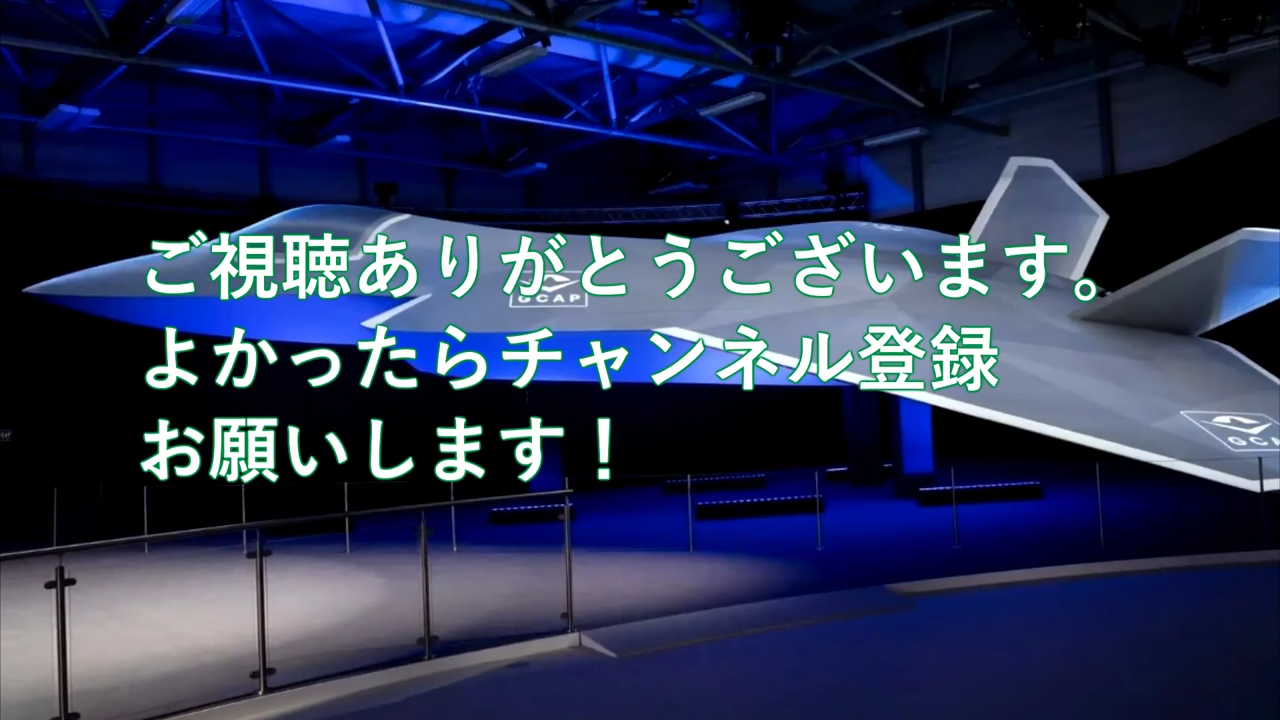 ご視聴ありがとうございます。
よかったらチャンネル登録
お願いします！
GCAP